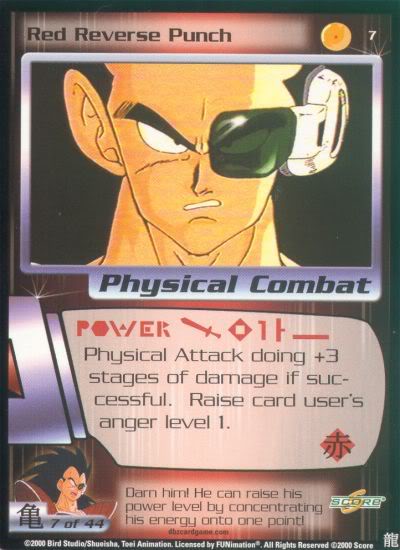 Red Reverse Punch
7
Physical Combat
POWER
Physical Attack doing +3
stages of damage if suc-
cessful. Raise card user's
anger level 1.
赤
亀
7 of 44
Darn him! He can raise his
power level by concentrating
his energy onto one point!
SCORE
dbzcardgame.com
©2000 Bird Studio/Shueisha, Toei Animation. Licensed by FUNimation®. All Rights Reserved ©2000 Score
龍